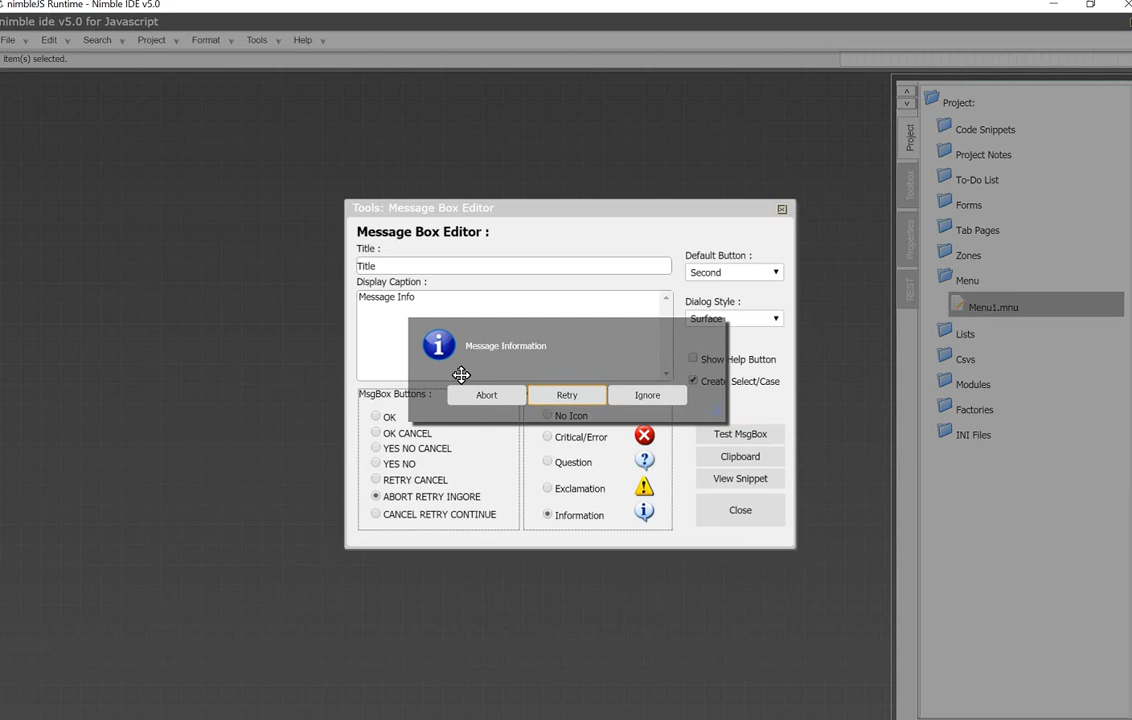 nimbleJS Runtime - Nimble IDE v5.0
nimble ide v5.0 for Javascript
File Edit Search Project Format Tools Help
item(s) selected.
Project:
Code Snippets
Project Notes
To-Do List
Forms
Tab Pages
Zones
Menu
Menu1.mnu
Lists
Csvs
Modules
Factories
INI Files
Project
Toolbox
Properties
REST
Tools: Message Box Editor
Message Box Editor :
Title :
Title
Display Caption :
Message Info
Default Button :
Second
Dialog Style :
Surface
Show Help Button
Create Select/Case
Message Information
Abort Retry Ignore
MsgBox Buttons :
OK
OK CANCEL
YES NO CANCEL
YES NO
RETRY CANCEL
ABORT RETRY INGORE
CANCEL RETRY CONTINUE
No Icon
Critical/Error
Question
Exclamation
Information
Test MsgBox
Clipboard
View Snippet
Close